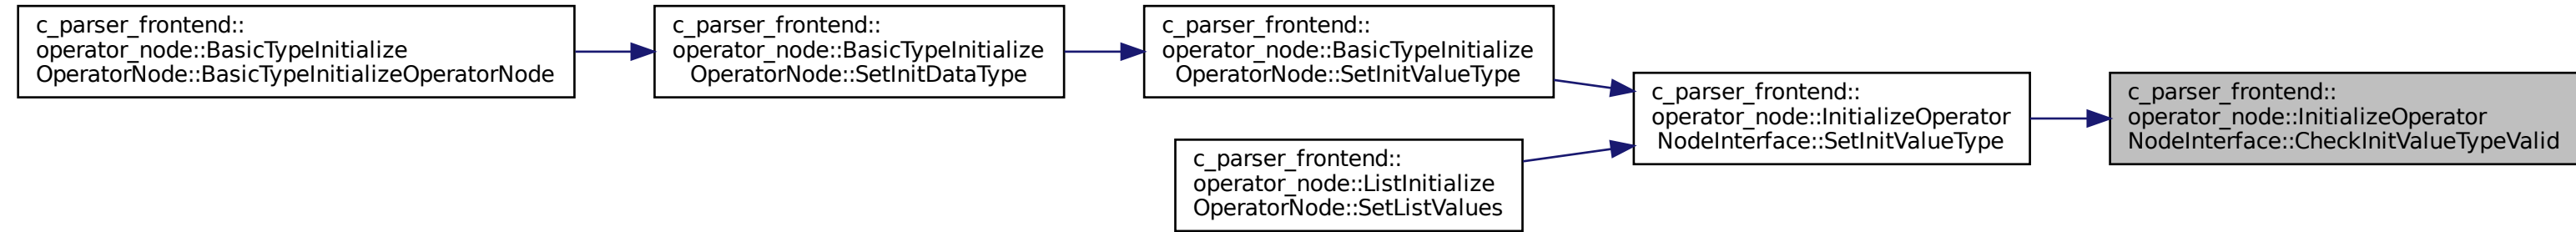 c_parser_frontend::
operator_node::BasicTypeInitialize
OperatorNode::BasicTypeInitializeOperatorNode
c_parser_frontend::
operator_node::BasicTypeInitialize
OperatorNode::SetInitDataType
c_parser_frontend::
operator_node::BasicTypeInitialize
OperatorNode::SetInitValueType
c_parser_frontend::
operator_node::ListInitialize
OperatorNode::SetListValues
c_parser_frontend::
operator_node::InitializeOperator
NodeInterface::SetInitValueType
c_parser_frontend::
operator_node::InitializeOperator
NodeInterface::CheckInitValueTypeValid